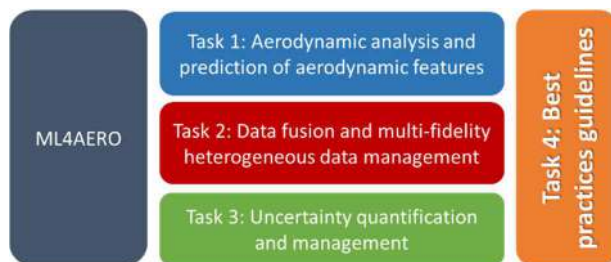 ML4AERO
Task 1: Aerodynamic analysis and
prediction of aerodynamic features
Task 2: Data fusion and multi-fidelity
heterogeneous data management
Task 3: Uncertainty quantification
and management
Task 4: Best
practices guidelines